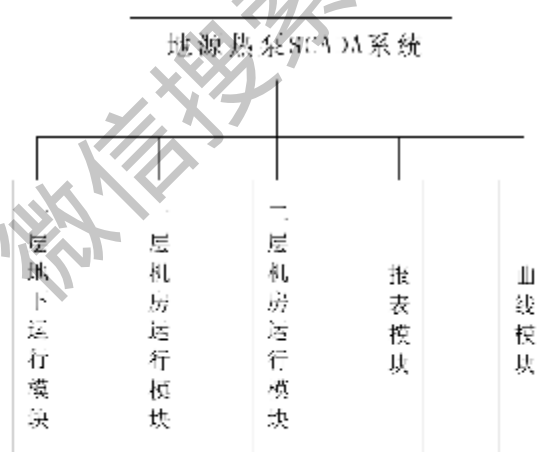 地源热泵SCADA系统
一层地下运行模块
一层机房运行模块
二层机房运行模块
报表模块
曲线模块
微信搜索